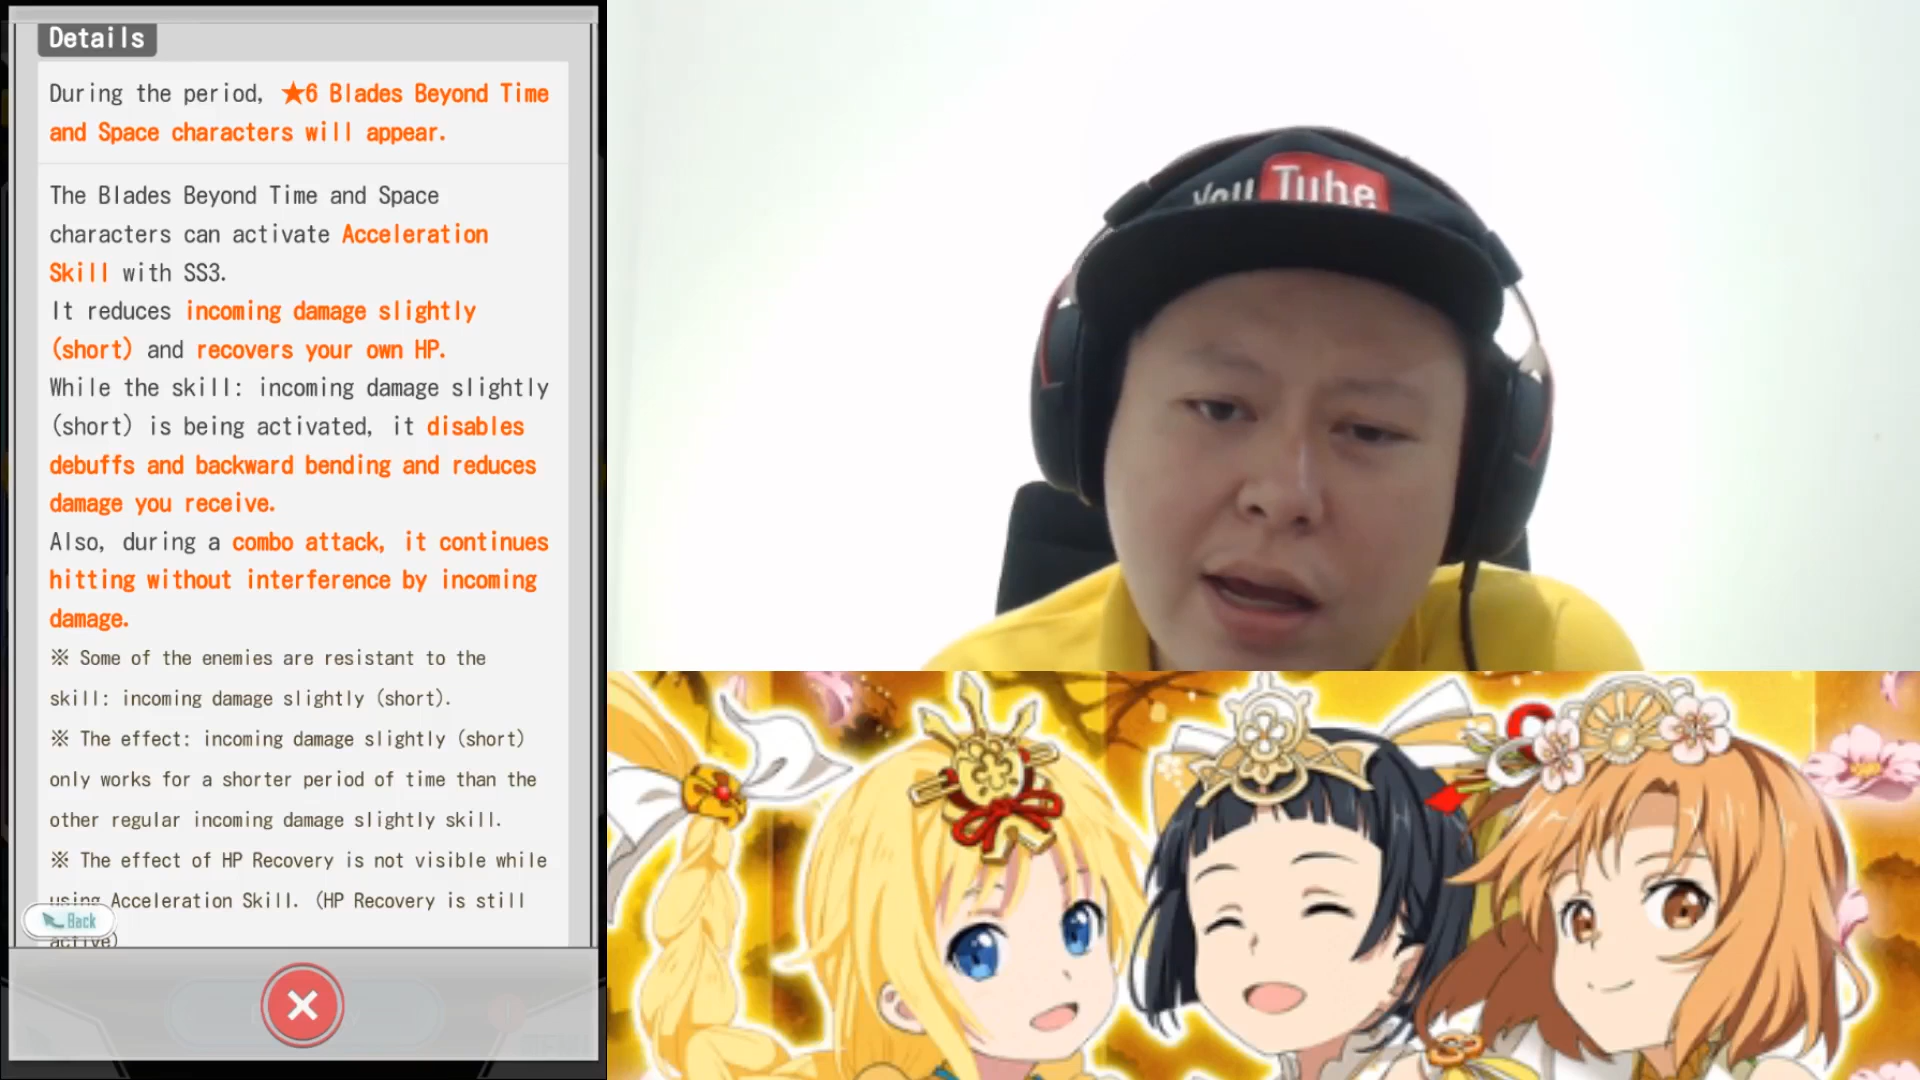 Details
During the period, ★6 Blades Beyond Time
and Space characters will appear.
The Blades Beyond Time and Space
characters can activate Acceleration
Skill with SS3.
It reduces incoming damage slightly
(short) and recovers your own HP.
While the skill: incoming damage slightly
(short) is being activated, it disables
debuffs and backward bending and reduces
damage you receive.
Also, during a combo attack, it continues
hitting without interference by incoming
damage.
※ Some of the enemies are resistant to the
skill: incoming damage slightly (short).
※ The effect: incoming damage slightly (short)
only works for a shorter period of time than the
other regular incoming damage slightly skill.
※ The effect of HP Recovery is not visible while
using Acceleration Skill. (HP Recovery is still
active)
Back
You Tube